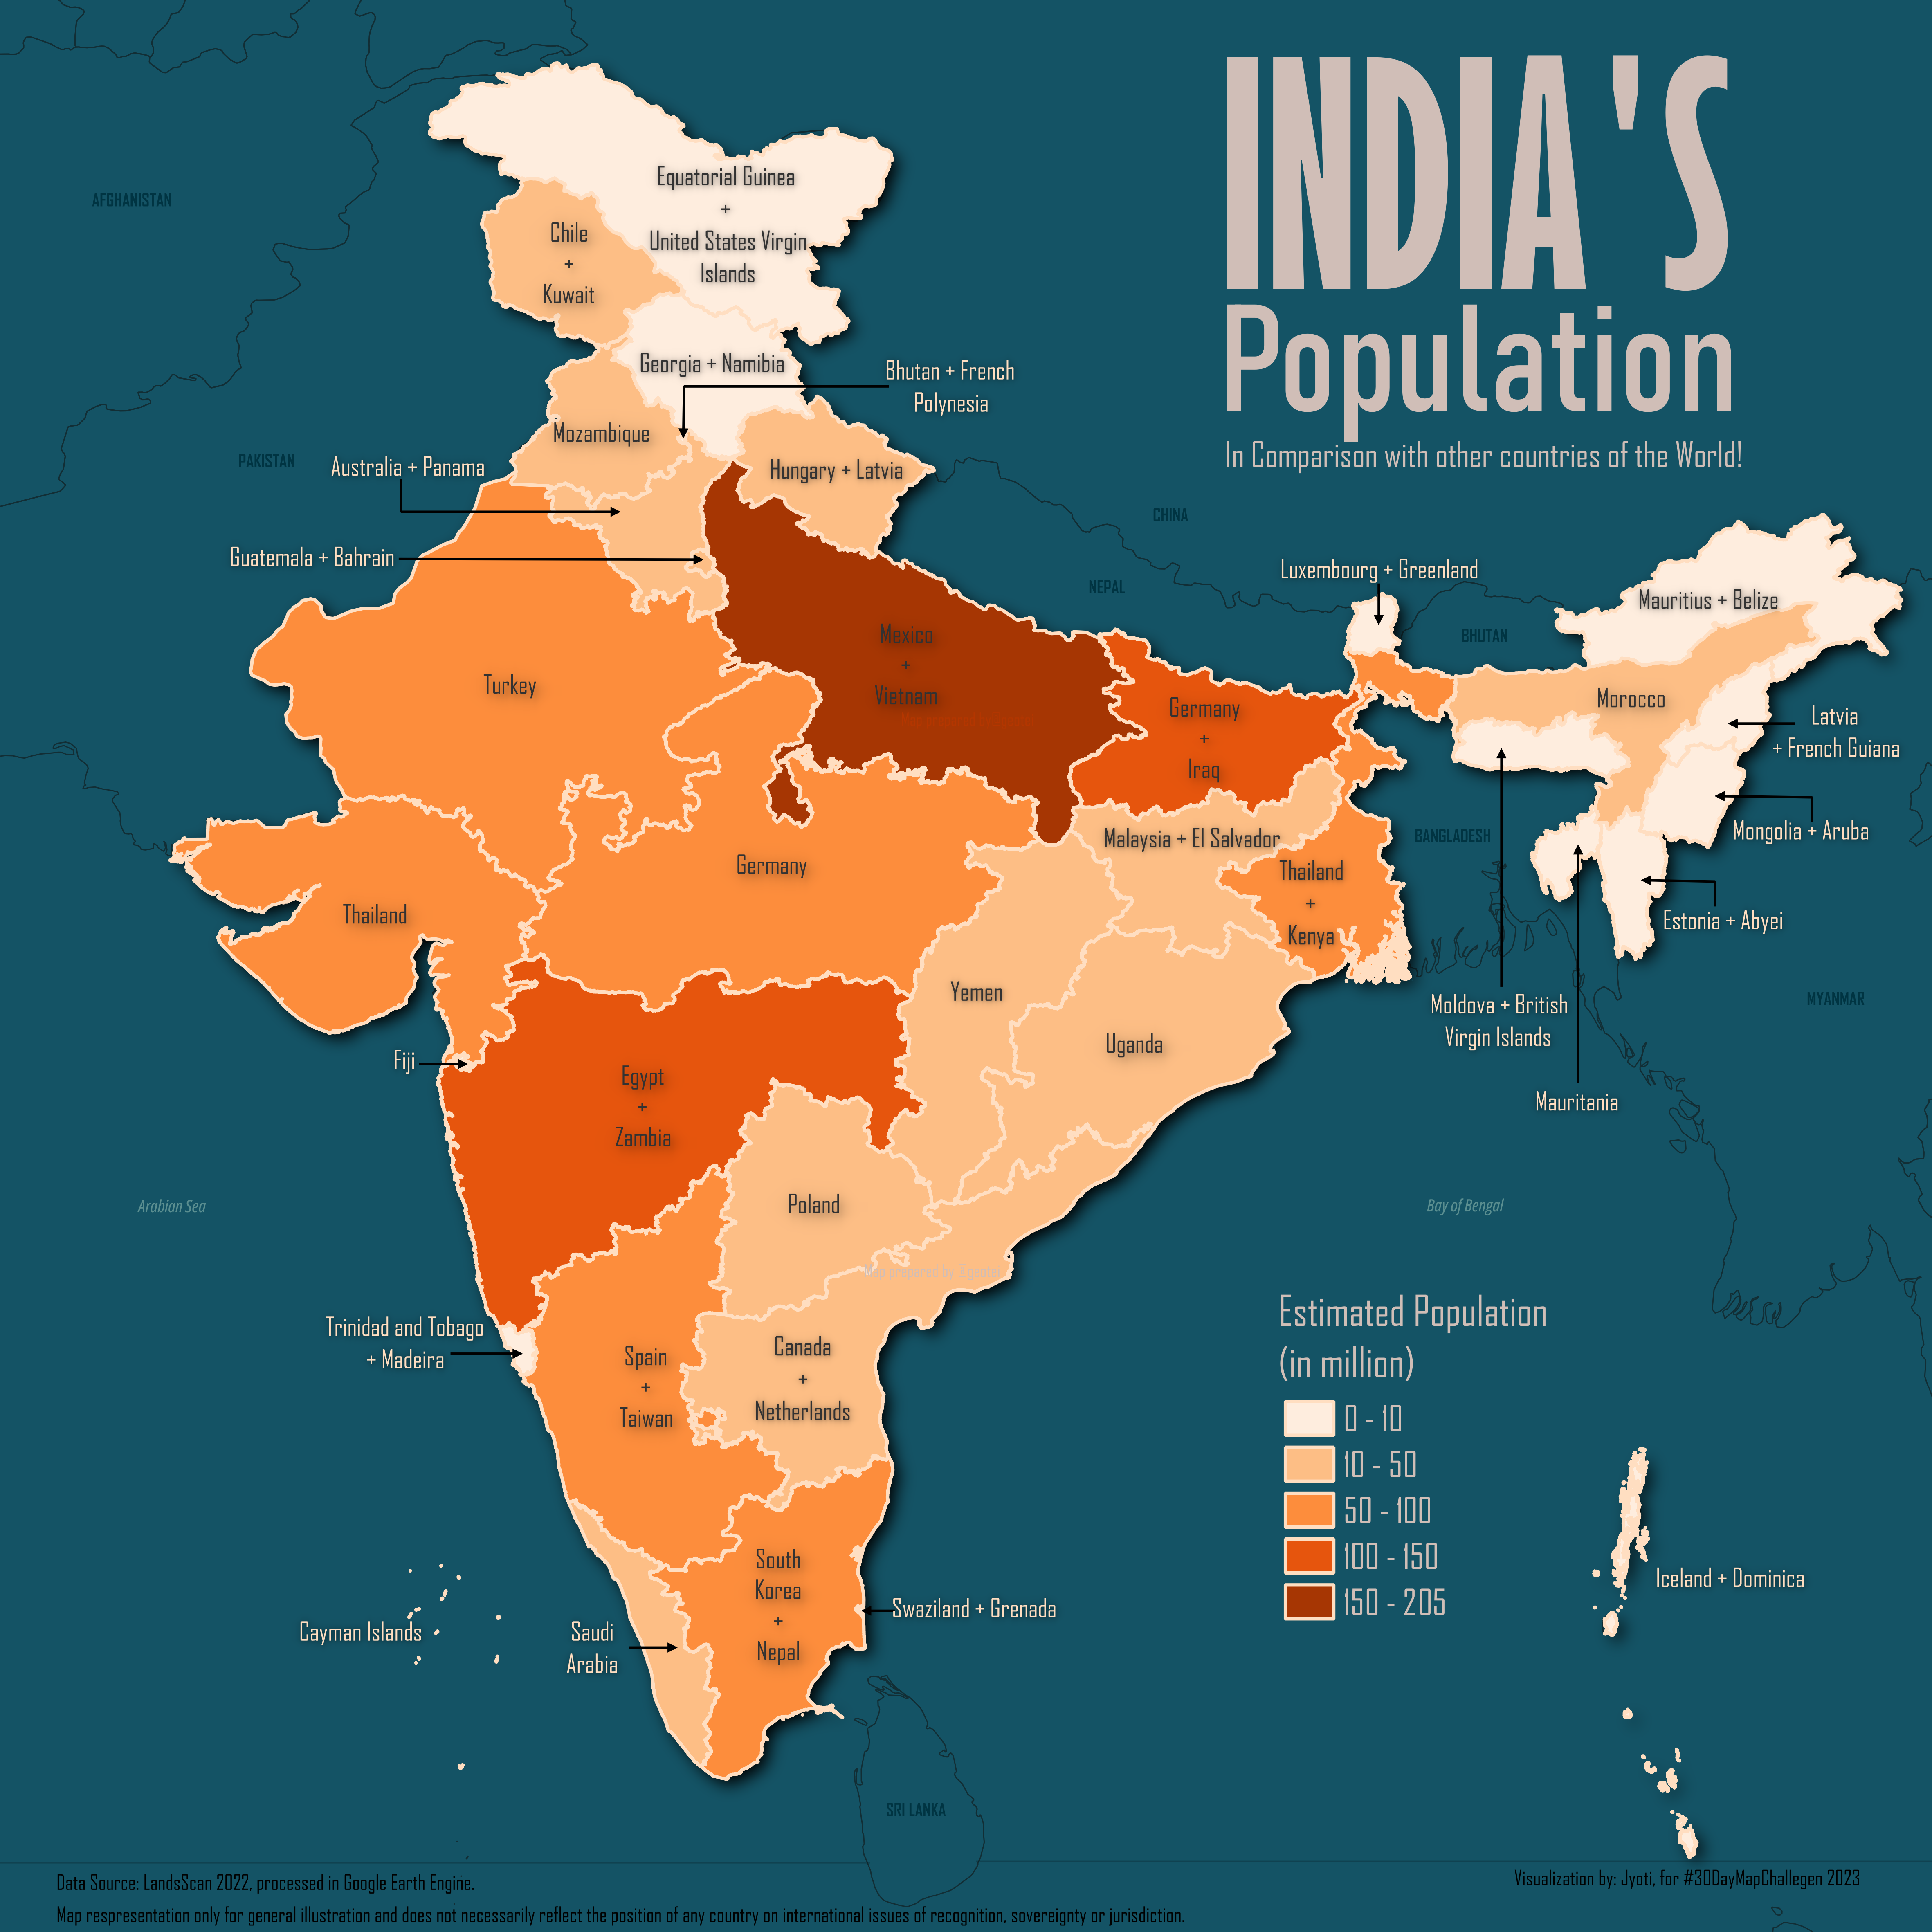 INDIA'S
Population
In Comparison with other countries of the World!
AFGHANISTAN
PAKISTAN
CHINA
NEPAL
BHUTAN
BANGLADESH
MYANMAR
SRI LANKA
Arabian Sea
Bay of Bengal
Equatorial Guinea
+
United States Virgin
Islands
Chile
+
Kuwait
Georgia + Namibia
Bhutan + French
Polynesia
Mozambique
Australia + Panama
Hungary + Latvia
Guatemala + Bahrain
Luxembourg + Greenland
Mauritius + Belize
Mexico
+
Vietnam
Turkey
Germany
+
Iraq
Morocco
Latvia
+ French Guiana
Malaysia + El Salvador
Mongolia + Aruba
Germany
Thailand
+
Kenya
Thailand
Estonia + Abyei
Yemen
Moldova + British
Virgin Islands
Uganda
Fiji
Egypt
+
Zambia
Mauritania
Poland
Map prepared by
Trinidad and Tobago
+ Madeira
Spain
+
Taiwan
Canada
+
Netherlands
South
Korea
+
Nepal
Swaziland + Grenada
Cayman Islands
Saudi
Arabia
Iceland + Dominica
Estimated Population
(in million)
0 - 10
10 - 50
50 - 100
100 - 150
150 - 205
Data Source: LandsScan 2022, processed in Google Earth Engine.
Visualization by: Jyoti, for #30DayMapChallegen 2023
Map respresentation only for general illustration and does not necessarily reflect the position of any country on international issues of recognition, sovereignty or jurisdiction.